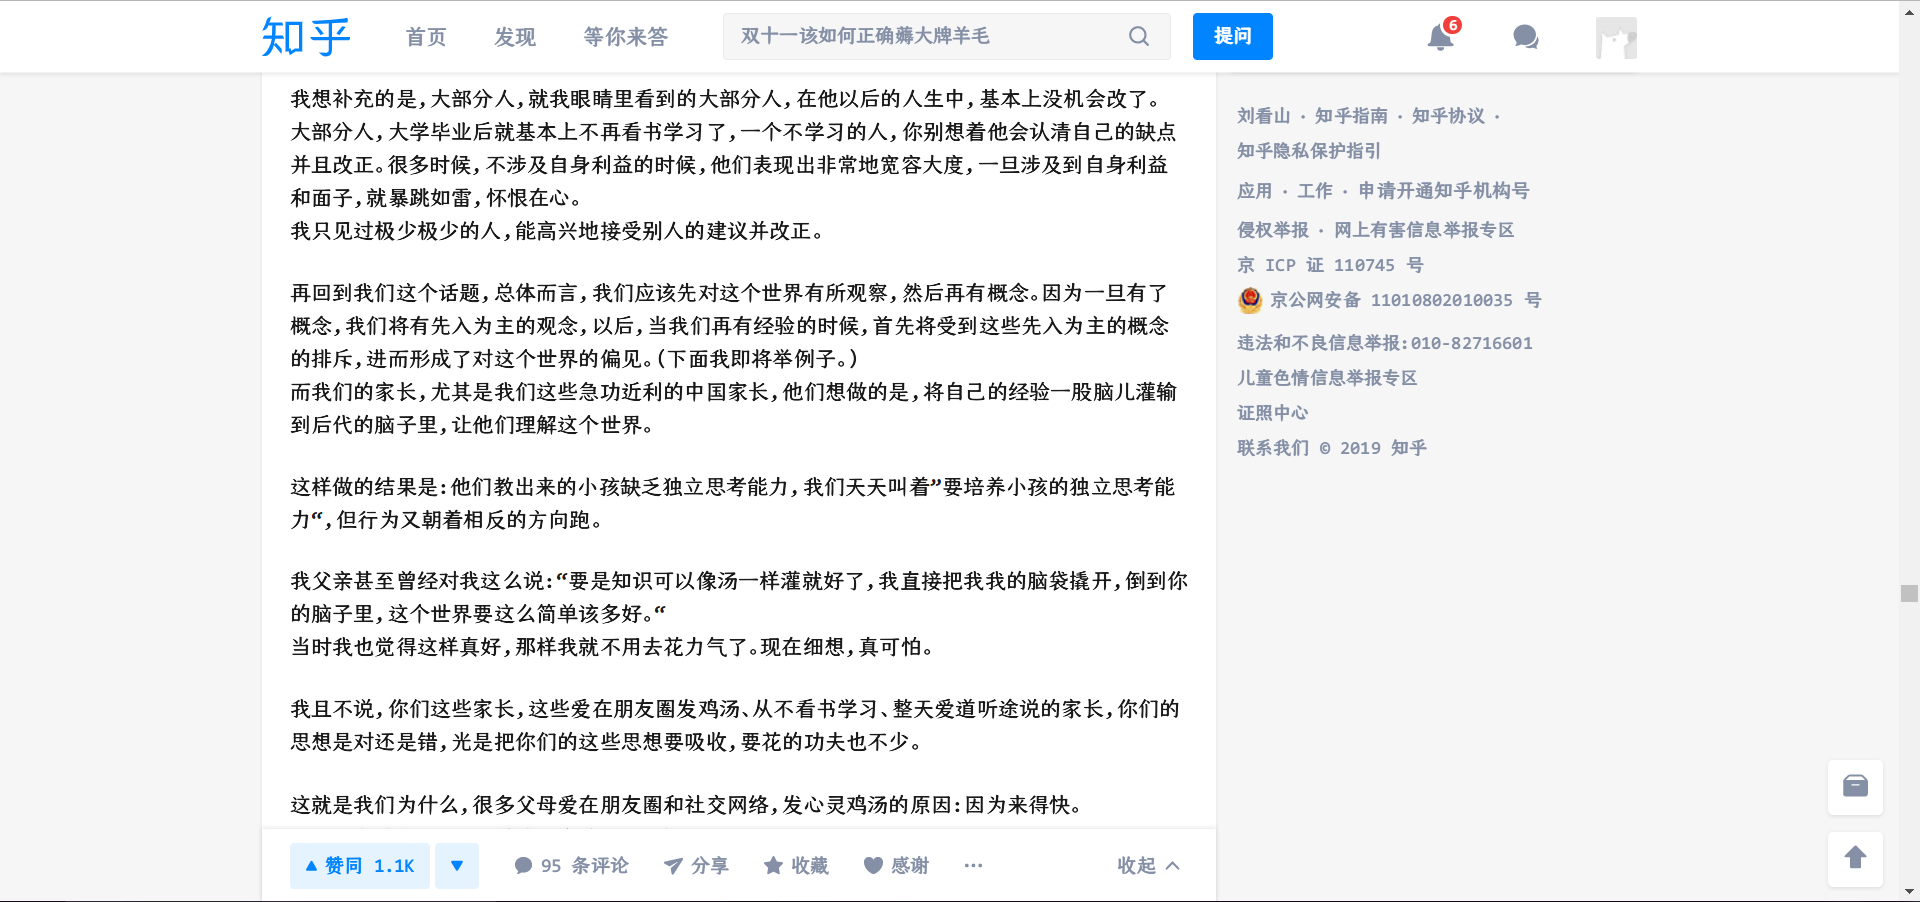 知乎 首页 发现 等你来答 双十一该如何正确薅大牌羊毛 提问 6
我想补充的是,大部分人,就我眼睛里看到的大部分人,在他以后的人生中,基本上没机会改了。
大部分人,大学毕业后就基本上不再看书学习了,一个不学习的人,你别想着他会认清自己的缺点
并且改正。很多时候,不涉及自身利益的时候,他们表现出非常地宽容大度,一旦涉及到自身利益
和面子,就暴跳如雷,怀恨在心。
我只见过极少极少的人,能高兴地接受别人的建议并改正。
再回到我们这个话题,总体而言,我们应该先对这个世界有所观察,然后再有概念。因为一旦有了
概念,我们将有先入为主的观念,以后,当我们再有经验的时候,首先将受到这些先入为主的概念
的排斥,进而形成了对这个世界的偏见。(下面我即将举例子。)
而我们的家长,尤其是我们这些急功近利的中国家长,他们想做的是,将自己的经验一股脑儿灌输
到后代的脑子里,让他们理解这个世界。
这样做的结果是:他们教出来的小孩缺乏独立思考能力,我们天天叫着”要培养小孩的独立思考能
力“,但行为又朝着相反的方向跑。
我父亲甚至曾经对我这么说:“要是知识可以像汤一样灌就好了,我直接把我我的脑袋撬开,倒到你
的脑子里,这个世界要这么简单该多好。“
当时我也觉得这样真好,那样我就不用去花力气了。现在细想,真可怕。
我且不说,你们这些家长,这些爱在朋友圈发鸡汤、从不看书学习、整天爱道听途说的家长,你们的
思想是对还是错,光是把你们的这些思想要吸收,要花的功夫也不少。
这就是我们为什么,很多父母爱在朋友圈和社交网络,发心灵鸡汤的原因:因为来得快。
赞同 1.1K 95 条评论 分享 收藏 感谢 收起
刘看山 · 知乎指南 · 知乎协议 ·
知乎隐私保护指引
应用 · 工作 · 申请开通知乎机构号
侵权举报 · 网上有害信息举报专区
京 ICP 证 110745 号
京公网安备 11010802010035 号
违法和不良信息举报:010-82716601
儿童色情信息举报专区
证照中心
联系我们 © 2019 知乎